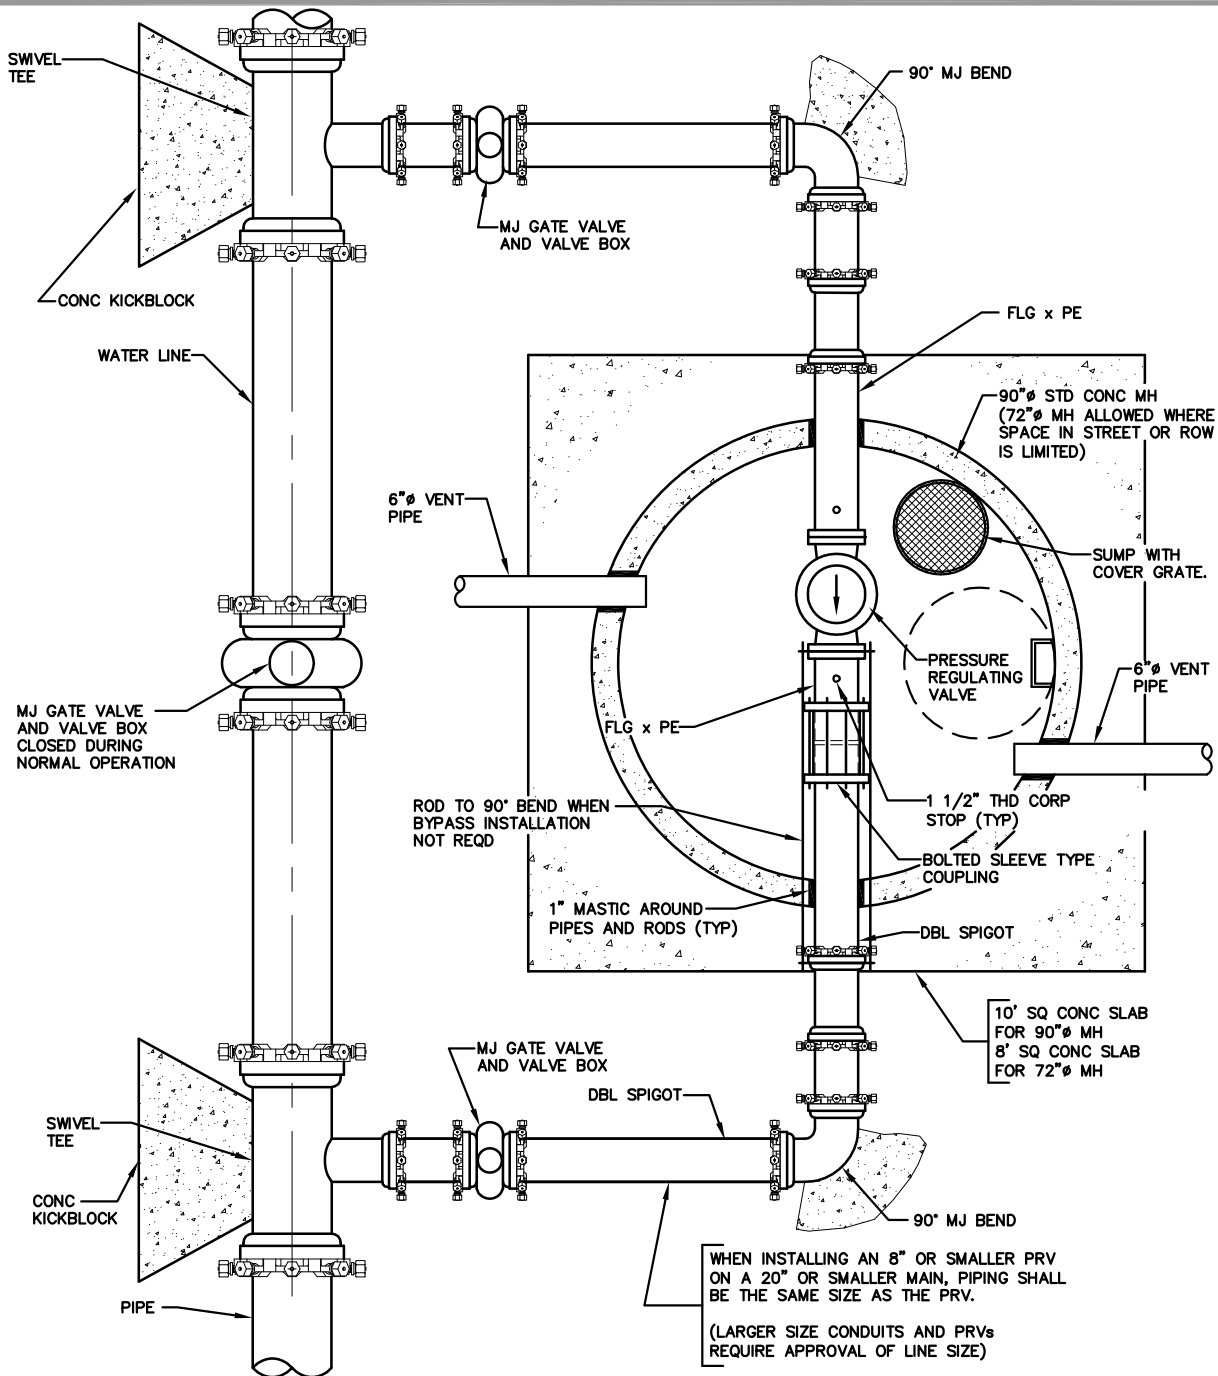 SWIVEL
TEE
90° MJ BEND
MJ GATE VALVE
AND VALVE BOX
CONC KICKBLOCK
FLG x PE
WATER LINE
90"ø STD CONC MH
(72"ø MH ALLOWED WHERE
SPACE IN STREET OR ROW
IS LIMITED)
6"ø VENT
PIPE
SUMP WITH
COVER GRATE.
PRESSURE
REGULATING
VALVE
6"ø VENT
PIPE
MJ GATE VALVE
AND VALVE BOX
CLOSED DURING
NORMAL OPERATION
FLG x PE
ROD TO 90° BEND WHEN
BYPASS INSTALLATION
NOT REQD
1 1/2" THD CORP
STOP (TYP)
BOLTED SLEEVE TYPE
COUPLING
1" MASTIC AROUND
PIPES AND RODS (TYP)
DBL SPIGOT
10' SQ CONC SLAB
FOR 90"ø MH
8' SQ CONC SLAB
FOR 72"ø MH
MJ GATE VALVE
AND VALVE BOX
DBL SPIGOT
SWIVEL
TEE
CONC
KICKBLOCK
90° MJ BEND
WHEN INSTALLING AN 8" OR SMALLER PRV
ON A 20" OR SMALLER MAIN, PIPING SHALL
BE THE SAME SIZE AS THE PRV.
(LARGER SIZE CONDUITS AND PRVs
REQUIRE APPROVAL OF LINE SIZE)
PIPE